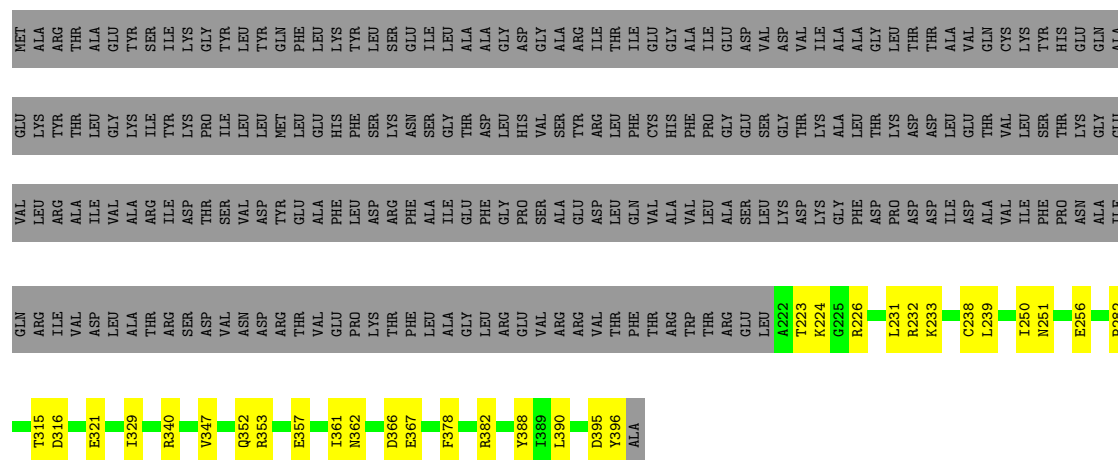 MET ALA ARG THR ALA GLU TYR SER ILE LYS GLY TYR LEU TYR GLN PHE LEU LYS TYR LEU SER GLU ILE LEU ALA ALA GLY ASP GLY ALA ARG ILE THR ILE GLU GLY ALA ILE GLU ASP VAL ASP VAL ILE ALA ALA GLY LEU THR THR ALA VAL GLN CYS LYS TYR HIS GLU GLN ALA
GLU LYS TYR THR LEU GLY LYS ILE TYR LYS PRO ILE LEU LEU MET LEU GLU HIS PHE SER LYS ASN SER GLY THR ASP LEU HIS VAL SER TYR ARG LEU PHE CYS HIS PHE PRO GLY GLU SER GLY THR LYS ALA LEU THR LYS ASP ASP LEU GLU THR VAL LEU SER THR LYS GLY GLU
VAL LEU ARG ALA ILE VAL ALA ARG ILE ASP THR SER VAL ASP TYR GLU ALA PHE LEU ASP ARG PHE ALA ILE GLU PHE GLY PRO SER ALA GLU ASP LEU GLN VAL ALA VAL LEU ALA SER LEU LYS ASP LYS GLY PHE ASP PRO ASP ASP ILE ASP ALA VAL ILE PHE PRO ASN ALA ILE
GLN ARG ILE VAL ASP LEU ALA THR ARG SER ASP VAL ASN ASP ARG THR VAL GLU PRO LYS THR PHE LEU ALA GLY LEU ARG GLU VAL ARG ARG VAL THR PHE THR ARG TRP THR ARG GLU LEU A222 T223 K224 G225 R226 L231 R232 K233 C238 L239 I250 N251 E256
T315 D316 E321 I329 R340 V347 Q352 R353 E357 I361 N362 D366 E367 F378 R382 Y388 I389 L390 D395 Y396 ALA